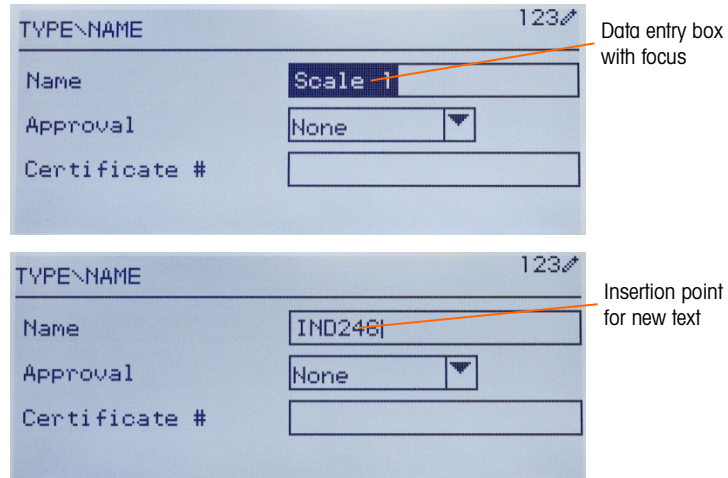 TYPE\NAME 123
Name Scale 1
Approval None
Certificate #
Data entry box
with focus
TYPE\NAME 123
Name IND246
Approval None
Certificate #
Insertion point
for new text